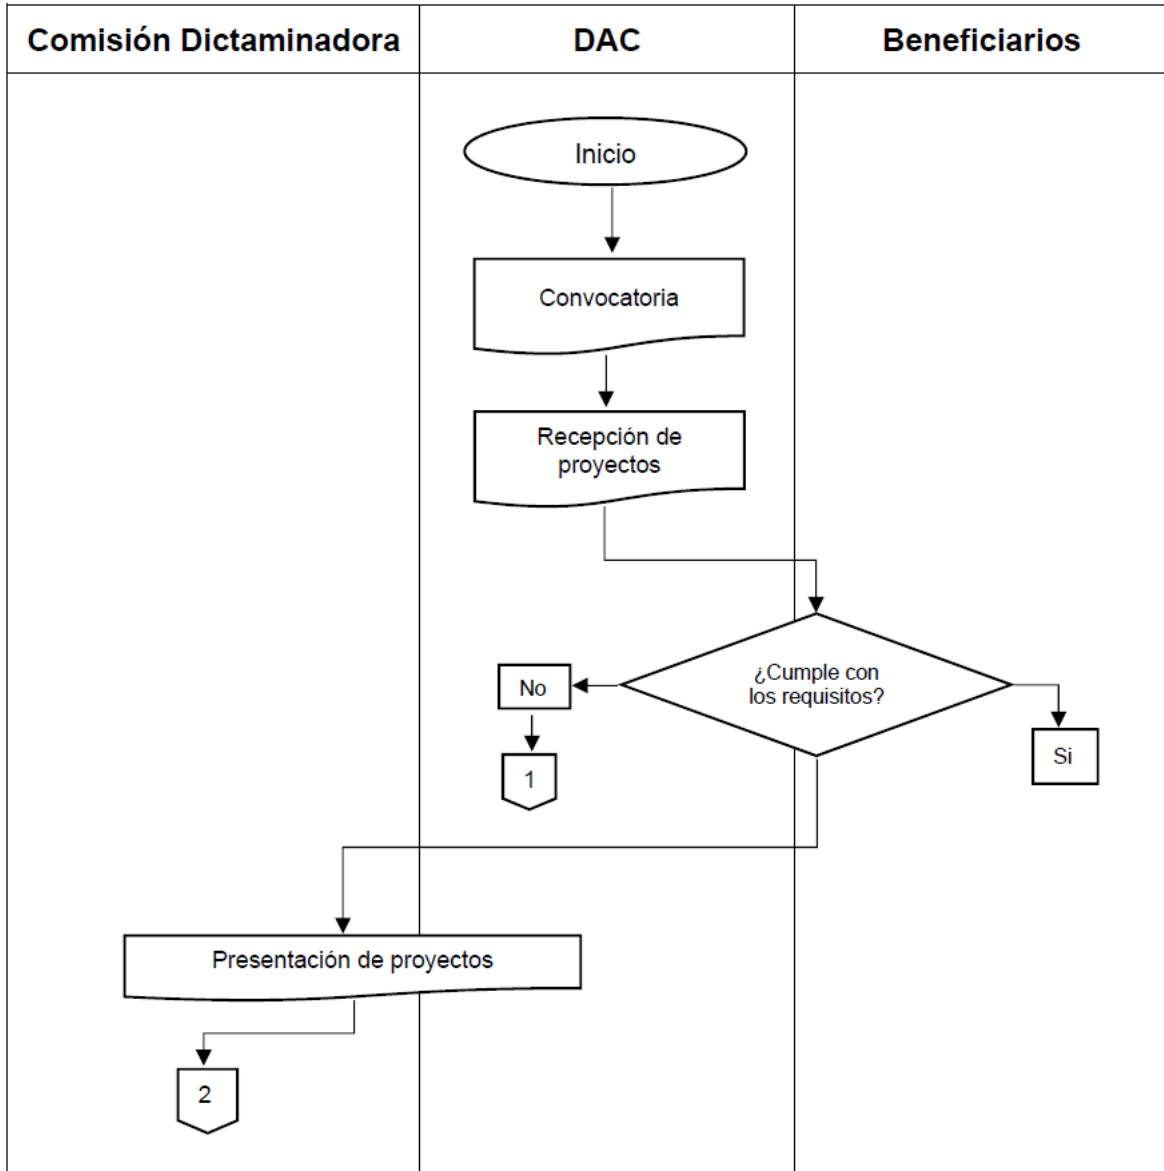 Comisión Dictaminadora
DAC
Beneficiarios
Inicio
Convocatoria
Recepción de
proyectos
¿Cumple con
los requisitos?
No
Si
1
Presentación de proyectos
2